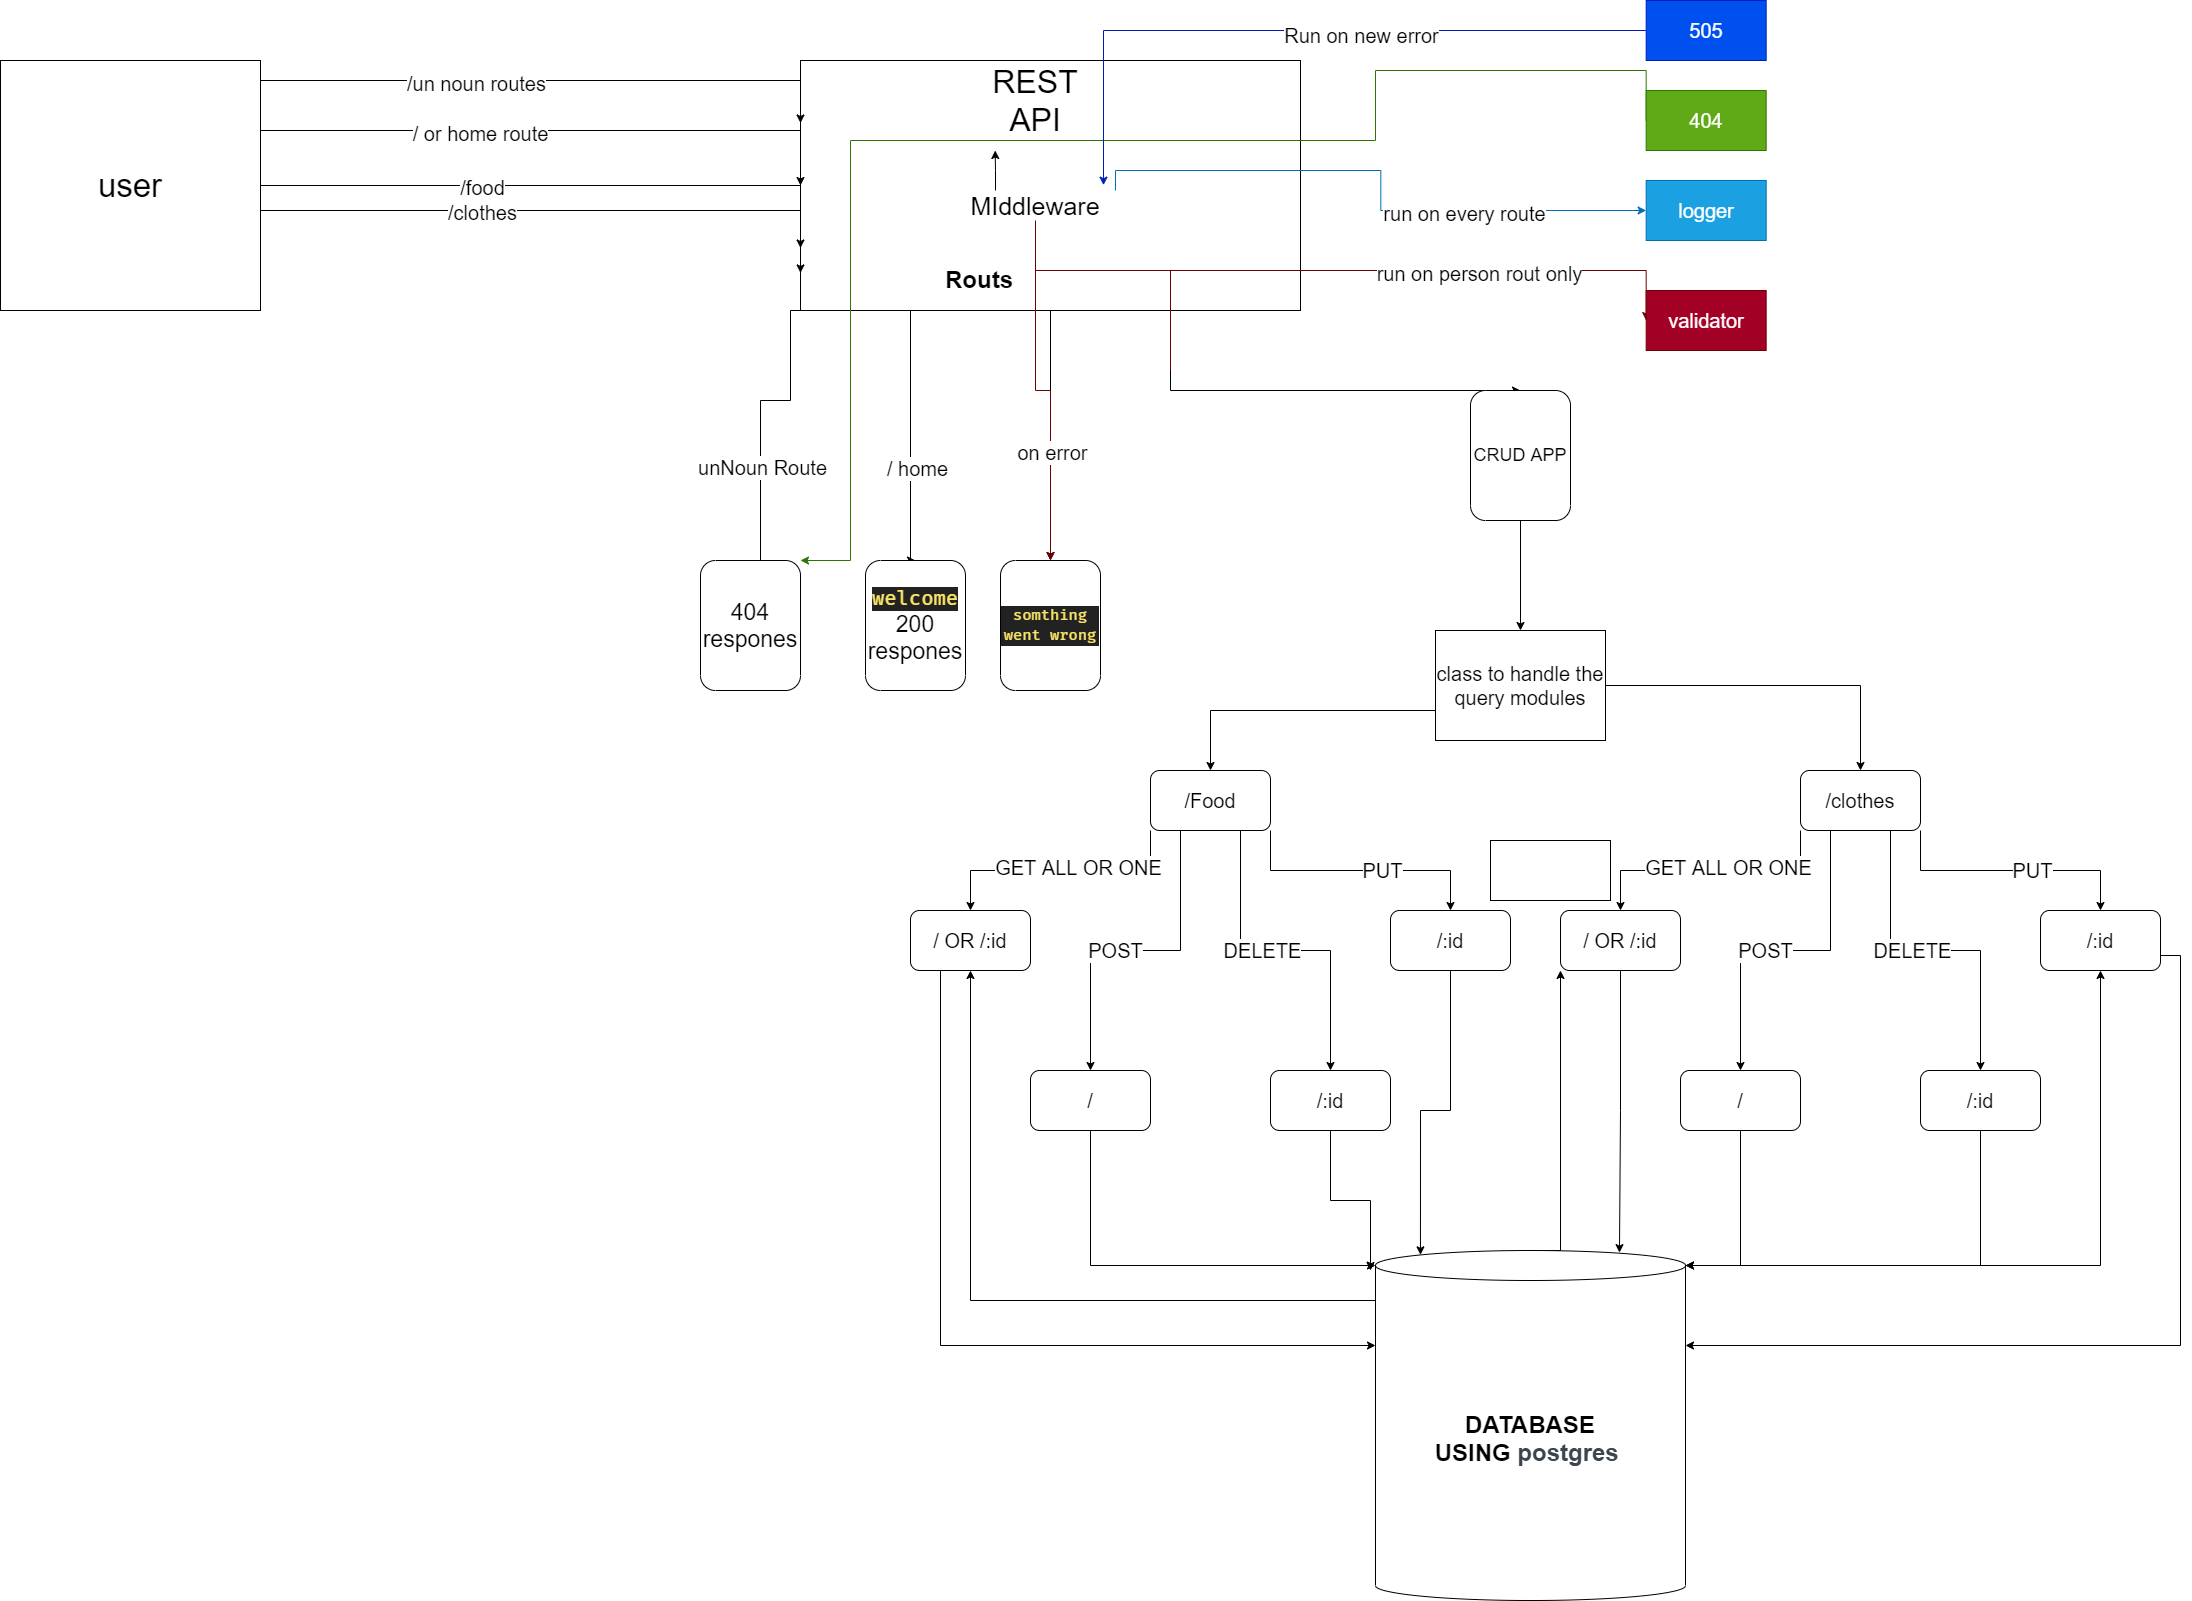 505
Run on new error
REST
API
/un noun routes
404
/ or home route
user
/food
/clothes
MIddleware
run on every route
logger
Routs
run on person rout only
validator
unNoun Route
/ home
on error
CRUD APP
404
respones
welcome
200
respones
somthing
went wrong
class to handle the
query modules
/Food
/clothes
GET ALL OR ONE
PUT
GET ALL OR ONE
PUT
/ OR /:id
POST
DELETE
/:id
/ OR /:id
POST
DELETE
/:id
/
/:id
/
/:id
DATABASE
USING postgres